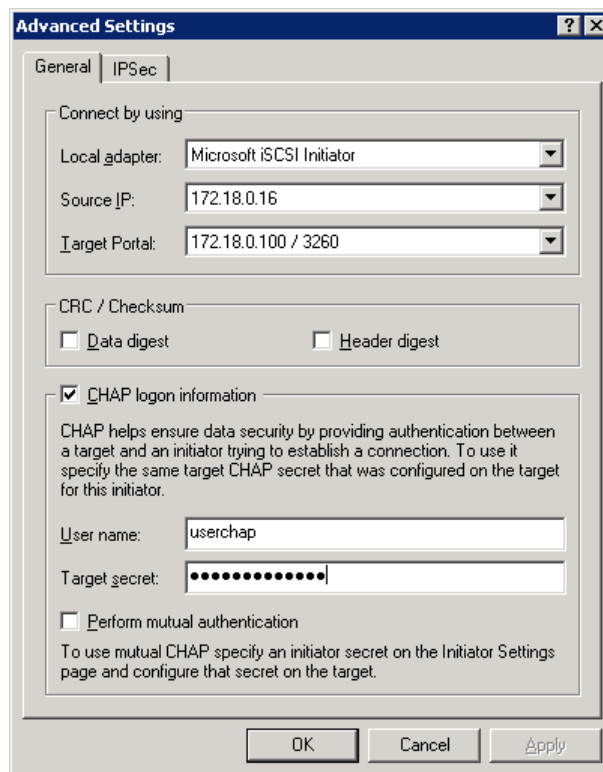 Advanced Settings
General
IPSec
Connect by using
Local adapter: Microsoft iSCSI Initiator
Source IP: 172.18.0.16
Target Portal: 172.18.0.100 / 3260
CRC / Checksum
Data digest
Header digest
CHAP logon information
CHAP helps ensure data security by providing authentication between
a target and an initiator trying to establish a connection. To use it
specify the same target CHAP secret that was configured on the target
for this initiator.
User name: userchap
Target secret: •••••••••••••
Perform mutual authentication
To use mutual CHAP specify an initiator secret on the Initiator Settings
page and configure that secret on the target.
OK Cancel Apply